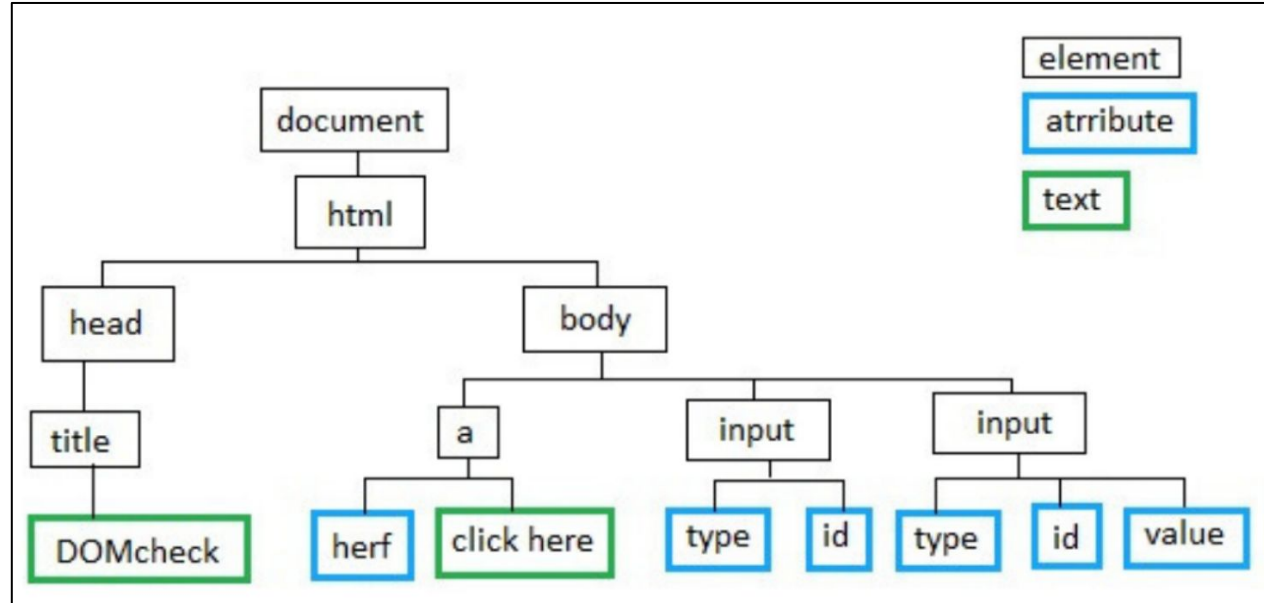 element
atrribute
text
document
html
head
body
title
a
input
input
DOMcheck
herf
click here
type
id
type
id
value